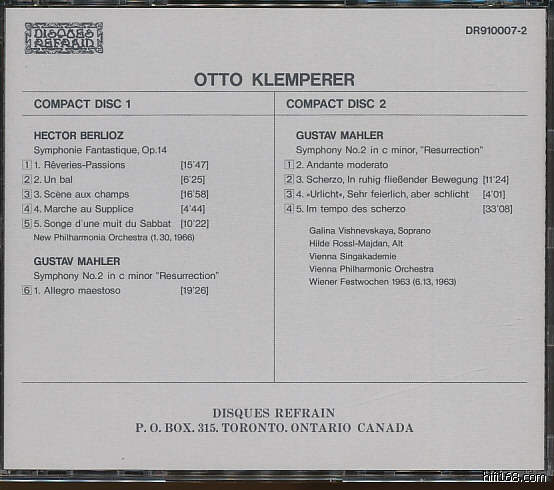 DISQUES
REFRAIN
DR910007-2
OTTO KLEMPERER
COMPACT DISC 1
HECTOR BERLIOZ
Symphonie Fantastique, Op.14
1 1. Rêveries-Passions [15'47]
2 2. Un bal [6'25]
3 3. Scène aux champs [16'58]
4 4. Marche au Supplice [4'44]
5 5. Songe d'une nuit du Sabbat [10'22]
New Philharmonia Orchestra (1.30, 1966)
GUSTAV MAHLER
Symphony No.2 in c minor "Resurrection"
6 1. Allegro maestoso [19'26]
COMPACT DISC 2
GUSTAV MAHLER
Symphony No.2 in c minor, "Resurrection"
1 2. Andante moderato
2 3. Scherzo, In ruhig fließender Bewegung [11'24]
3 4. »Urlicht«, Sehr feierlich, aber schlicht [4'01]
4 5. Im tempo des scherzo [33'08]
Galina Vishnevskaya, Soprano
Hilde Rossl-Majdan, Alt
Vienna Singakademie
Vienna Philharmonic Orchestra
Wiener Festwochen 1963 (6.13, 1963)
DISQUES REFRAIN
P. O. BOX. 315. TORONTO. ONTARIO CANADA
hifi168.com